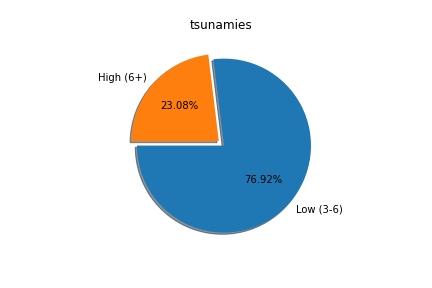 tsunamies
High (6+)
23.08%
76.92%
Low (3-6)